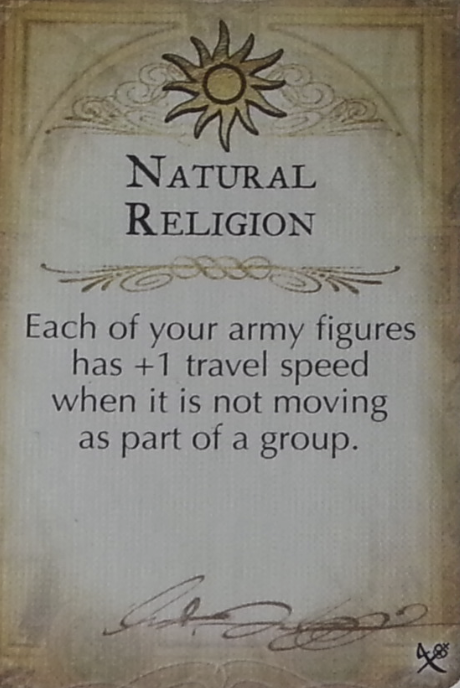 NATURAL
RELIGION
Each of your army figures
has +1 travel speed
when it is not moving
as part of a group.